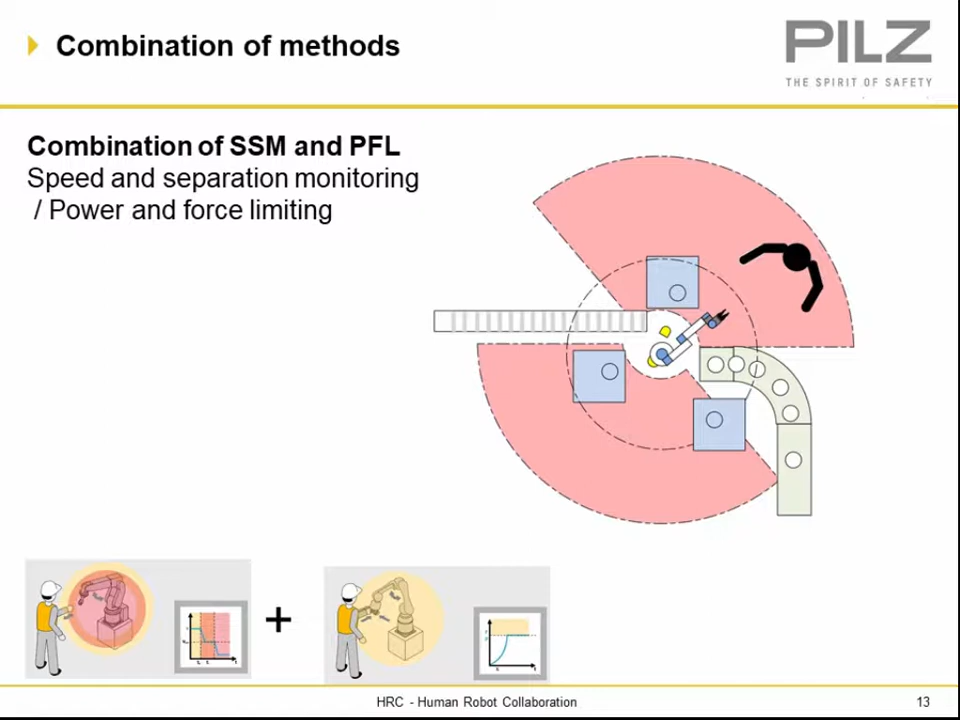 Combination of methods
PILZ
THE SPIRIT OF SAFETY
Combination of SSM and PFL
Speed and separation monitoring
/ Power and force limiting
+
HRC - Human Robot Collaboration
13